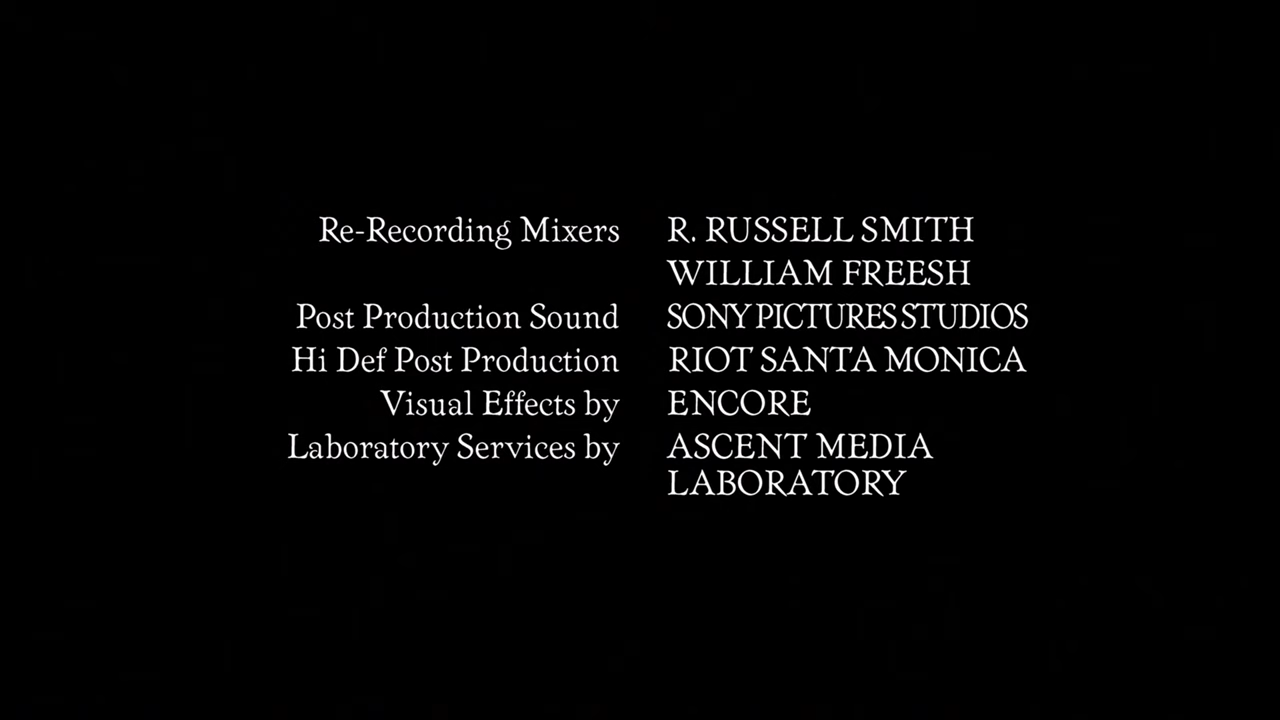 Re-Recording Mixers R. RUSSELL SMITH
WILLIAM FREESH
Post Production Sound SONY PICTURES STUDIOS
Hi Def Post Production RIOT SANTA MONICA
Visual Effects by ENCORE
Laboratory Services by ASCENT MEDIA
LABORATORY